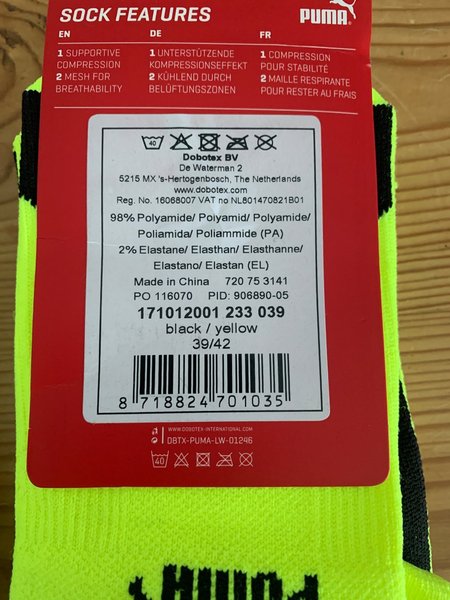 SOCK FEATURES
PUMA
EN
1 SUPPORTIVE
COMPRESSION
2 MESH FOR
BREATHABILITY
DE
1 UNTERSTÜTZENDE
KOMPRESSIONSEFFEKT
2 KÜHLEND DURCH
BELÜFTUNGSZONEN
FR
1 COMPRESSION
POUR STABILITÉ
2 MAILLE RESPIRANTE
POUR RESTER AU FRAIS
40
Dobotex BV
De Waterman 2
5215 MX 's-Hertogenbosch, The Netherlands
www.dobotex.com
Reg. No. 16068007 VAT no NL801470821B01
98% Polyamide/ Polyamid/ Polyamide/
Poliamida/ Poliammide (PA)
2% Elastane/ Elasthan/ Elasthanne/
Elastano/ Elastan (EL)
Made in China 720 75 3141
PO 116070 PID: 906890-05
171012001 233 039
black / yellow
39/42
8 718824 701035
WWW.DOBOTEX-INTERNATIONAL.COM
DBTX-PUMA-LW-01246
40
PUMA